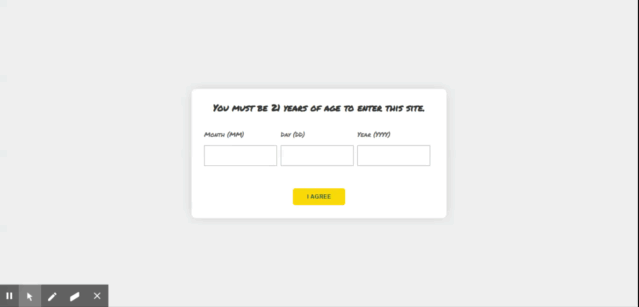 You must be 21 years of age to enter this site.
Month (MM) Day (DD) Year (YYYY)
I AGREE